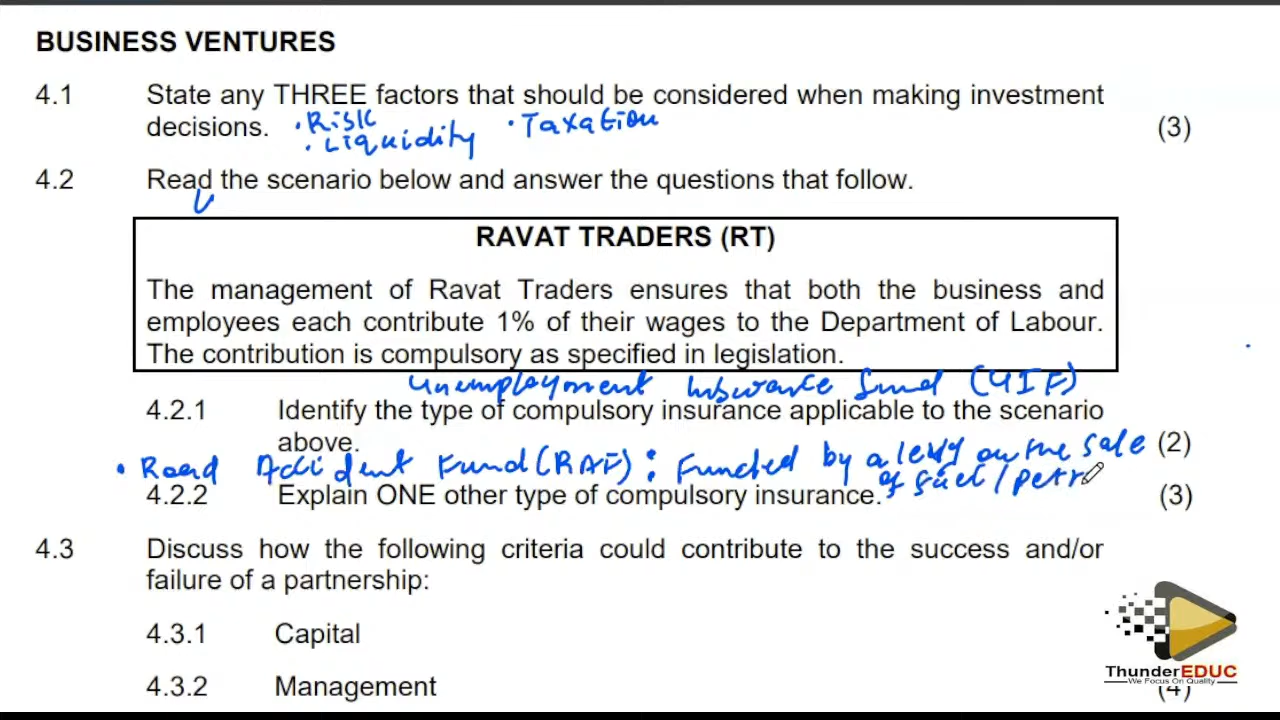 BUSINESS VENTURES
4.1 State any THREE factors that should be considered when making investment
decisions. • Risk • Taxation (3)
• Liquidity
4.2 Read the scenario below and answer the questions that follow.
RAVAT TRADERS (RT)
The management of Ravat Traders ensures that both the business and
employees each contribute 1% of their wages to the Department of Labour.
The contribution is compulsory as specified in legislation.
Unemployment Insurance Fund (UIF)
4.2.1 Identify the type of compulsory insurance applicable to the scenario
above. (2)
• Road Accident Fund (RAF): Functed by a levy on the sale
of fuel / Petr
4.2.2 Explain ONE other type of compulsory insurance. (3)
4.3 Discuss how the following criteria could contribute to the success and/or
failure of a partnership:
4.3.1 Capital
4.3.2 Management (4)
ThunderEDUC
We Focus On Quality